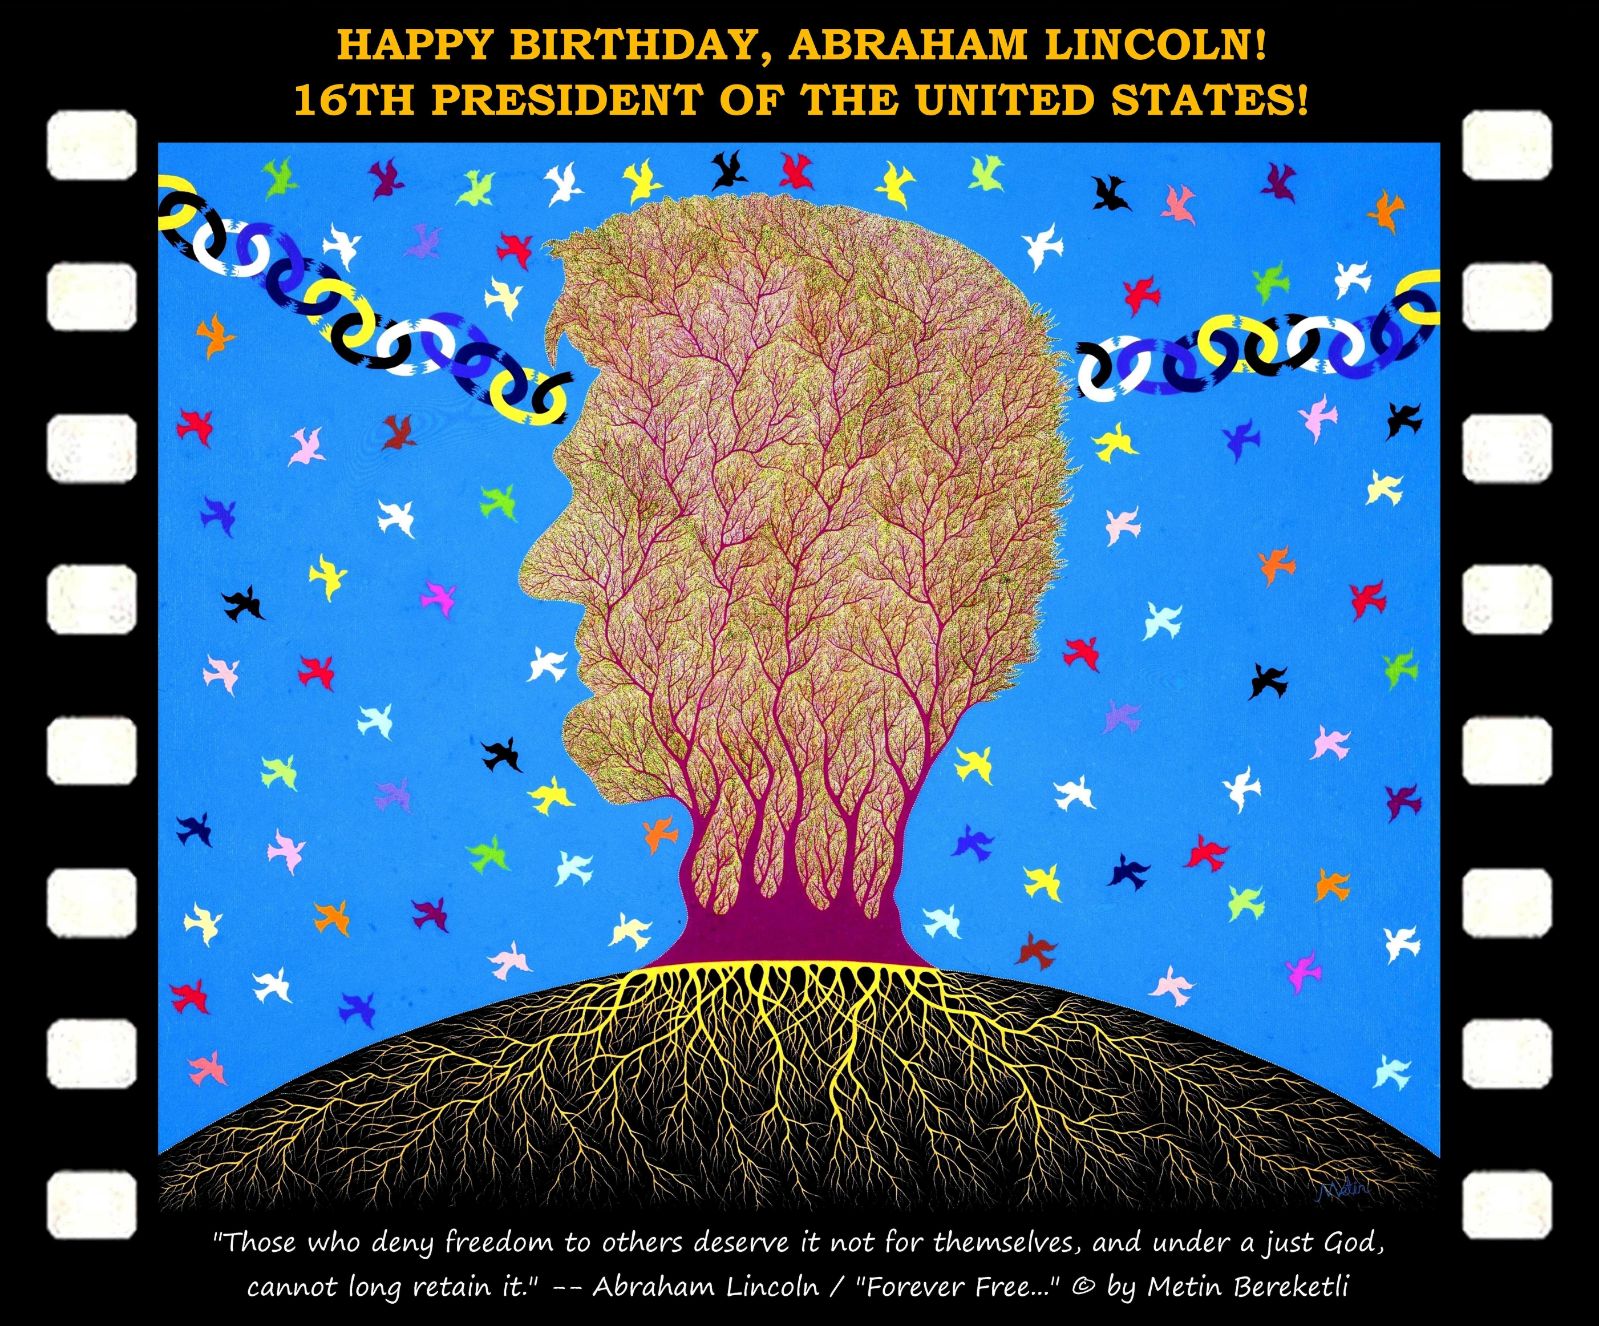 HAPPY BIRTHDAY, ABRAHAM LINCOLN!
16TH PRESIDENT OF THE UNITED STATES!
Metin
"Those who deny freedom to others deserve it not for themselves, and under a just God,
cannot long retain it." -- Abraham Lincoln / "Forever Free..." © by Metin Bereketli